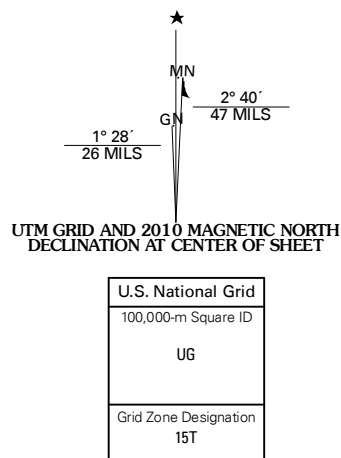 MN
GN
2° 40´
47 MILS
1° 28´
26 MILS
UTM GRID AND 2010 MAGNETIC NORTH
DECLINATION AT CENTER OF SHEET
U.S. National Grid
100,000-m Square ID
UG
Grid Zone Designation
15T